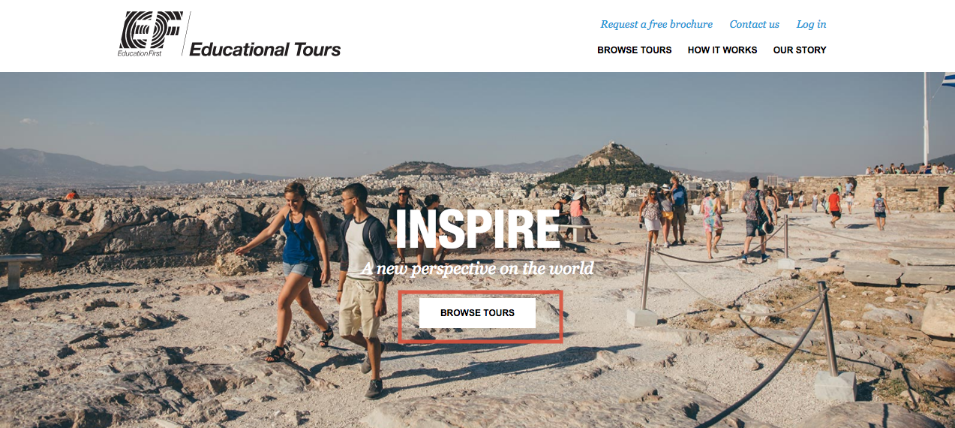 Request a free brochure Contact us Log in
EF
EducationFirst
Educational Tours
BROWSE TOURS HOW IT WORKS OUR STORY
INSPIRE
A new perspective on the world
BROWSE TOURS